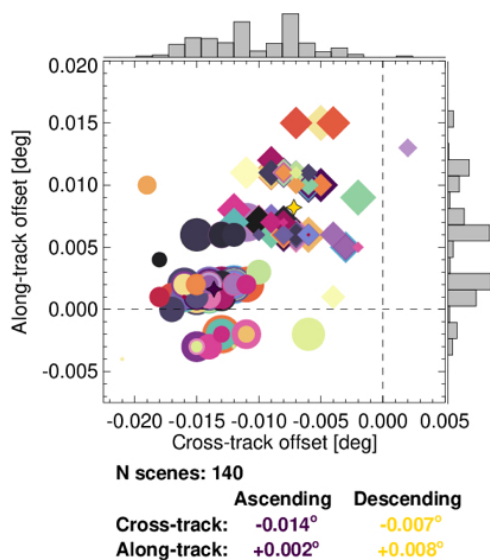 0.020
0.015
0.010
0.005
0.000
-0.005
Along-track offset [deg]
-0.020 -0.015 -0.010 -0.005 0.000 0.005
Cross-track offset [deg]
N scenes: 140
Ascending Descending
Cross-track: -0.014° -0.007°
Along-track: +0.002° +0.008°